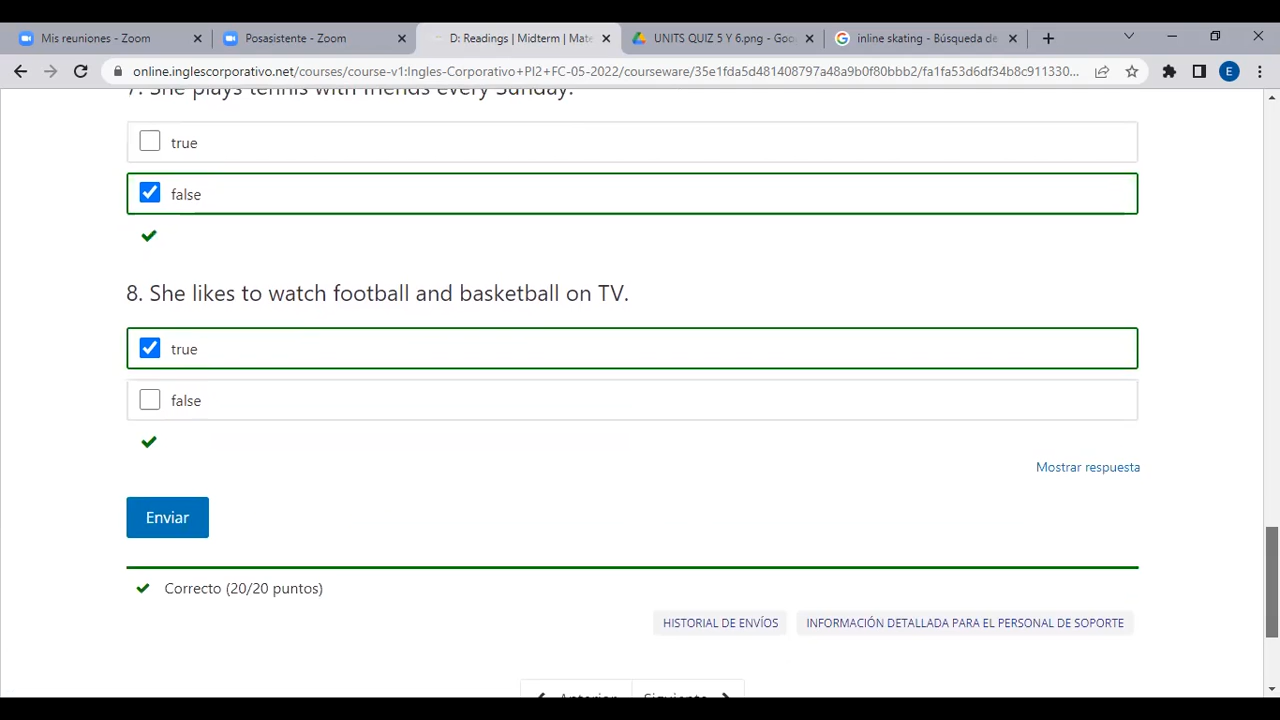 Mis reuniones - Zoom
Posasistente - Zoom
D: Readings | Midterm | Mate
UNITS QUIZ 5 Y 6.png - Goo
inline skating - Búsqueda de
online.inglescorporativo.net/courses/course-v1:Ingles-Corporativo+PI2+FC-05-2022/courseware/35e1fda5d481408797a48a9b0f80bbb2/fa1fa53d6df34b8c911330...
E
7. She plays tennis with friends every Sunday.
true
false
8. She likes to watch football and basketball on TV.
true
false
Mostrar respuesta
Enviar
Correcto (20/20 puntos)
HISTORIAL DE ENVÍOS
INFORMACIÓN DETALLADA PARA EL PERSONAL DE SOPORTE
Anterior
Siguiente